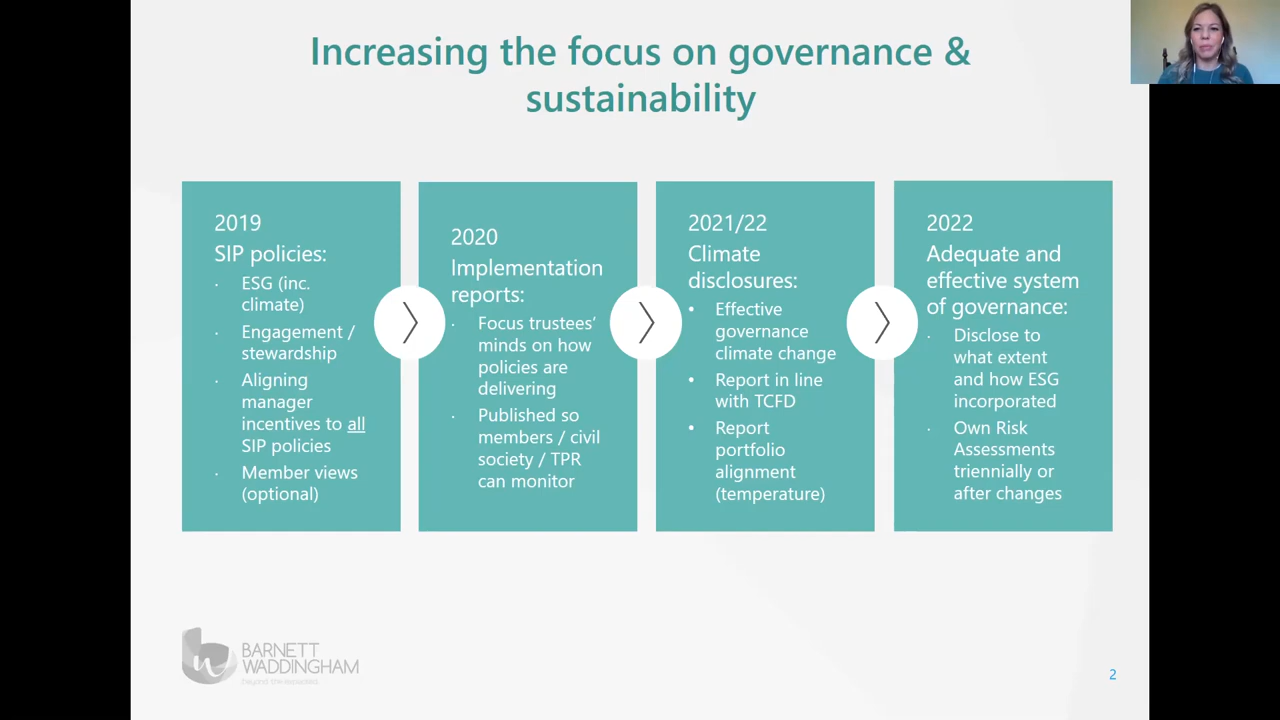 Increasing the focus on governance &
sustainability
2019
SIP policies:
· ESG (inc.
climate)
· Engagement /
stewardship
· Aligning
manager
incentives to all
SIP policies
· Member views
(optional)
2020
Implementation
reports:
· Focus trustees’
minds on how
policies are
delivering
· Published so
members / civil
society / TPR
can monitor
2021/22
Climate
disclosures:
• Effective
governance
climate change
• Report in line
with TCFD
• Report
portfolio
alignment
(temperature)
2022
Adequate and
effective system
of governance:
· Disclose to
what extent
and how ESG
incorporated
· Own Risk
Assessments
triennially or
after changes
BARNETT
WADDINGHAM
beyond the expected
2